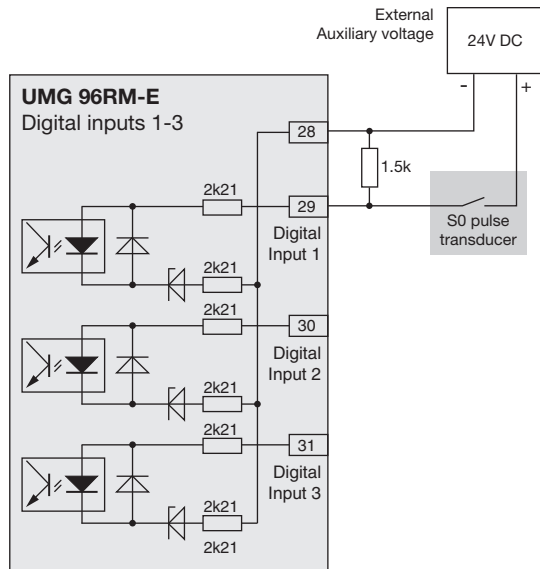 External
Auxiliary voltage
24V DC
- +
UMG 96RM-E
Digital inputs 1-3
28
1.5k
2k21
29
S0 pulse
transducer
Digital
Input 1
2k21
2k21
30
Digital
Input 2
2k21
2k21
31
Digital
Input 3
2k21
2k21